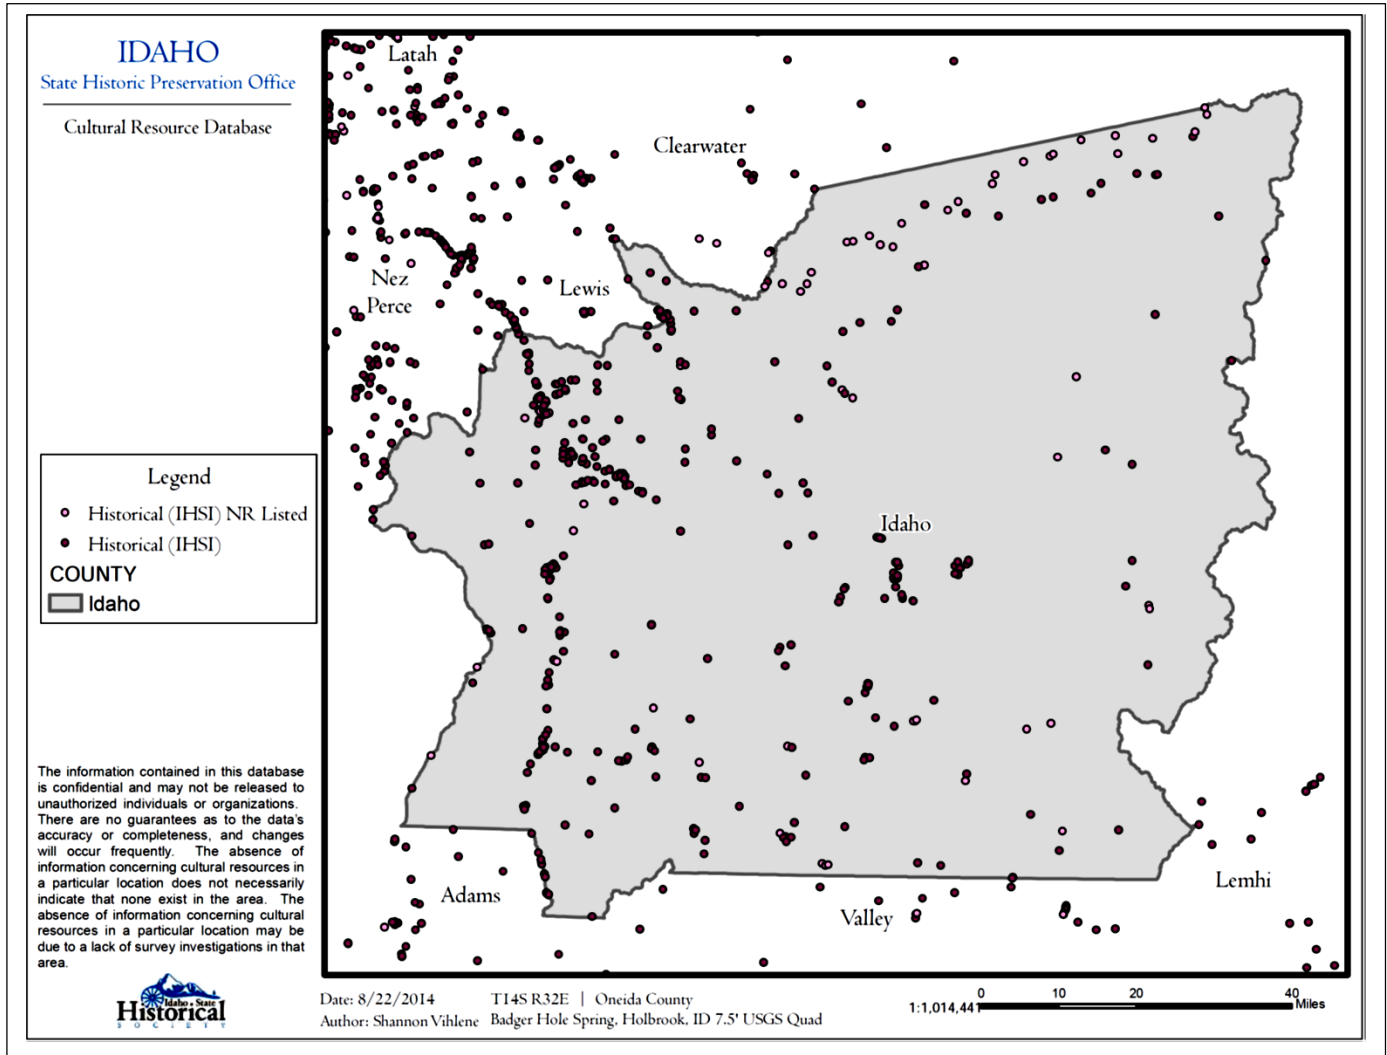 IDAHO
State Historic Preservation Office
Cultural Resource Database
Latah
Clearwater
Nez
Perce
Lewis
Idaho
Adams
Valley
Lemhi
Legend
Historical (IHSI) NR Listed
Historical (IHSI)
COUNTY
Idaho
The information contained in this database
is confidential and may not be released to
unauthorized individuals or organizations.
There are no guarantees as to the data's
accuracy or completeness, and changes
will occur frequently. The absence of
information concerning cultural resources in
a particular location does not necessarily
indicate that none exist in the area. The
absence of information concerning cultural
resources in a particular location may be
due to a lack of survey investigations in that
area.
Idaho State
Historical
SOCIETY
Date: 8/22/2014
Author: Shannon Vihlene
T14S R32E | Oneida County
Badger Hole Spring, Holbrook, ID 7.5' USGS Quad
1:1,014,441
0 10 20 40
Miles